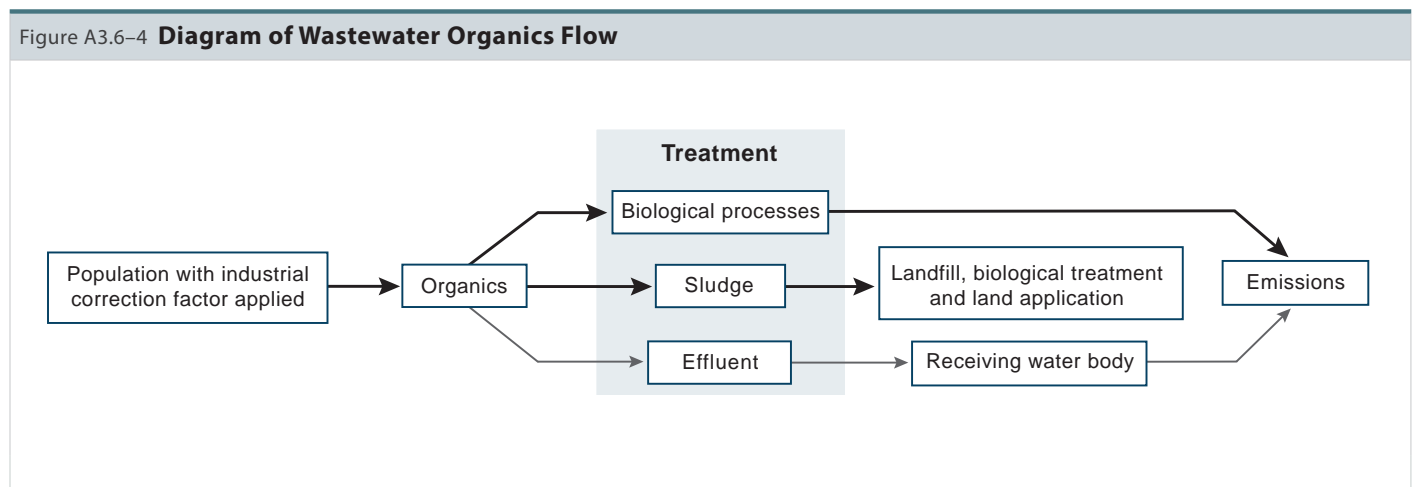 Figure A3.6–4 Diagram of Wastewater Organics Flow
Treatment
Biological processes
Population with industrial
correction factor applied
Organics
Sludge
Landfill, biological treatment
and land application
Emissions
Effluent
Receiving water body